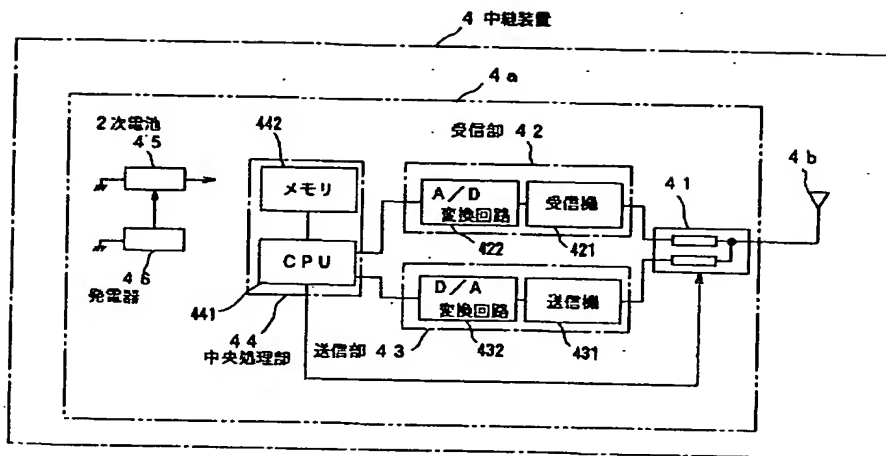 4 中継装置
4a
2次電池
45
442
受信部 42
4b
メモリ
A/D
変換回路
受信機
41
422
421
CPU
46
発電器
441
D/A
変換回路
送信機
44
中央処理部
送信部 43
432
431